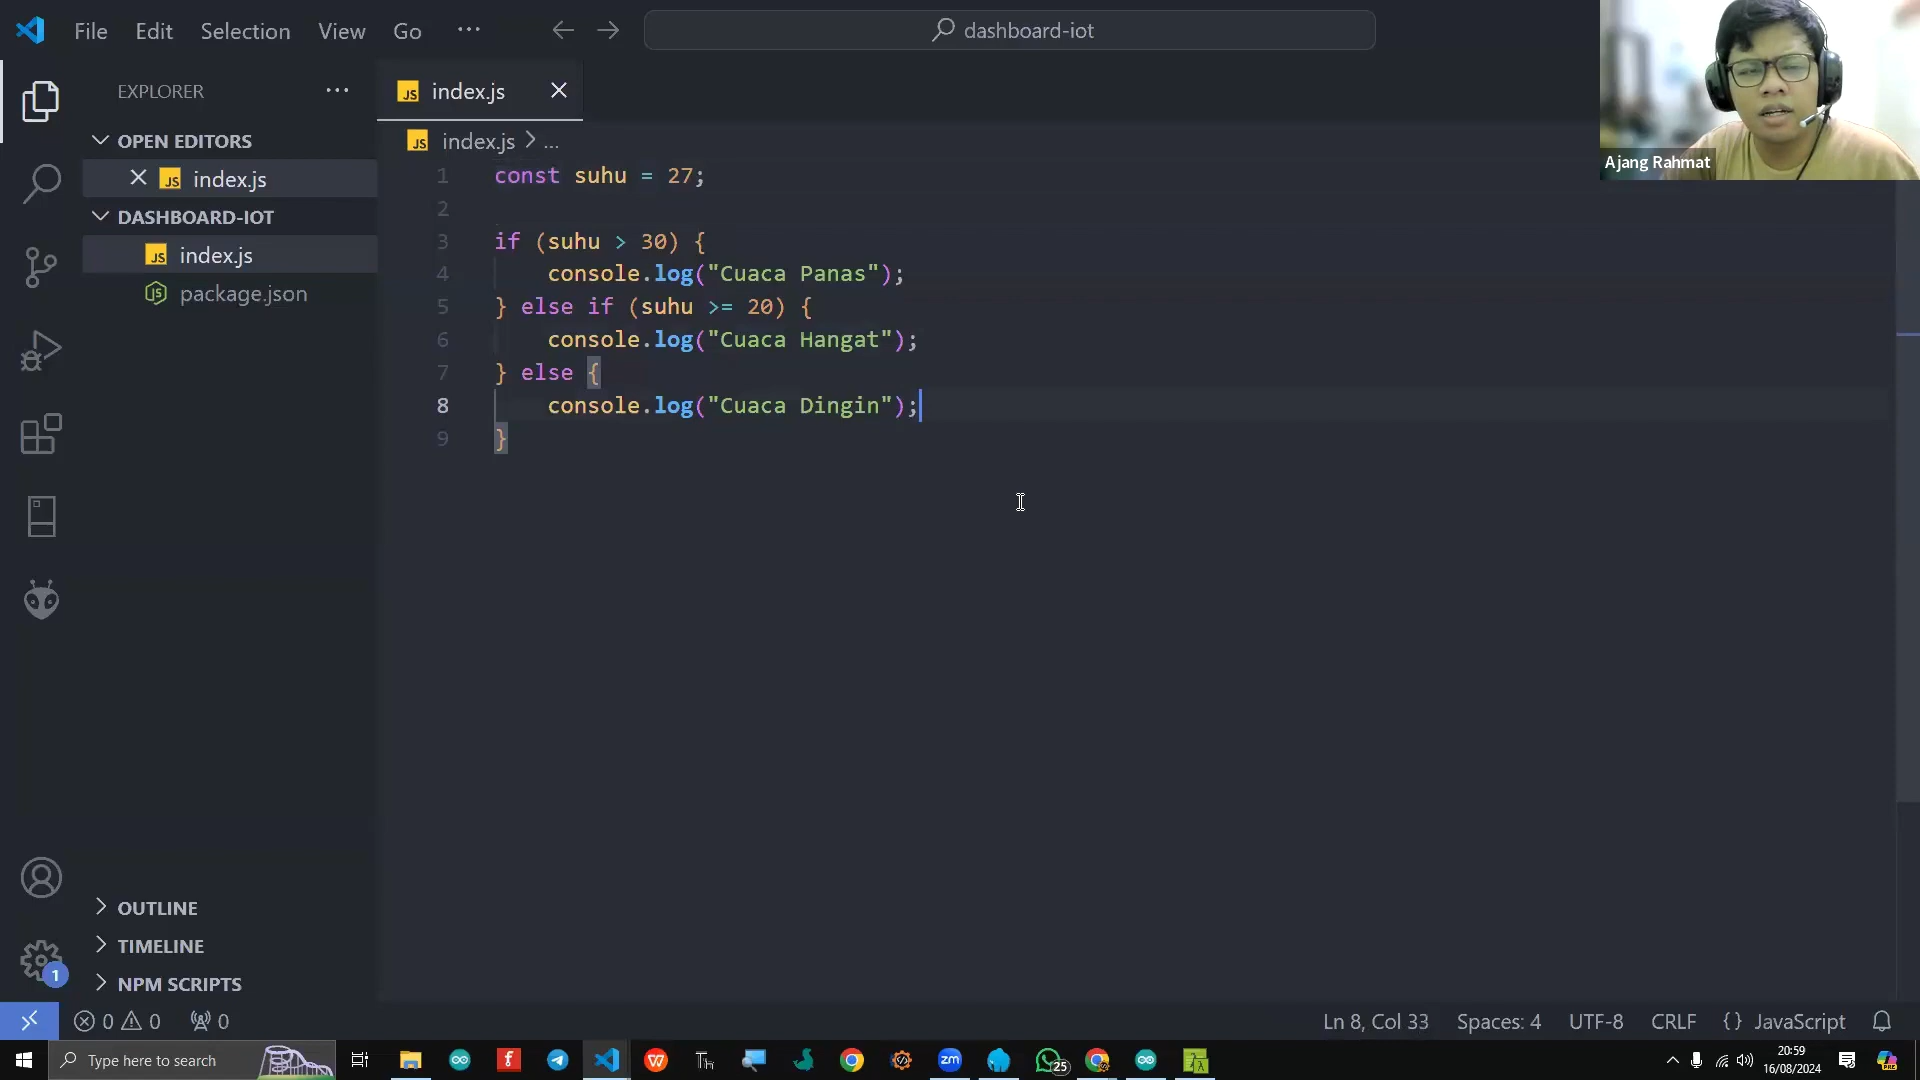 File Edit Selection View Go ··· dashboard-iot
EXPLORER ···
index.js
OPEN EDITORS
index.js
DASHBOARD-IOT
index.js
package.json
OUTLINE
TIMELINE
NPM SCRIPTS
index.js > ...
1 const suhu = 27;
2
3 if (suhu > 30) {
4 console.log("Cuaca Panas");
5 } else if (suhu >= 20) {
6 console.log("Cuaca Hangat");
7 } else {
8 console.log("Cuaca Dingin");
9 }
Ajang Rahmat
1
0 0 0
Ln 8, Col 33 Spaces: 4 UTF-8 CRLF {} JavaScript
Type here to search
zm
25
20:59
16/08/2024